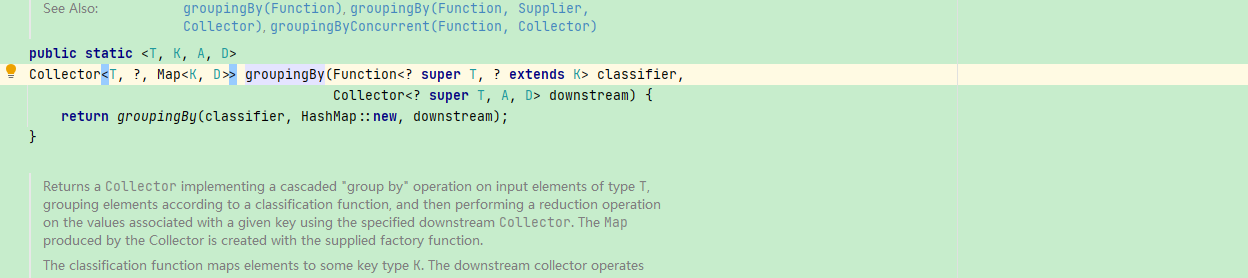 See Also: groupingBy(Function), groupingBy(Function, Supplier,
Collector), groupingByConcurrent(Function, Collector)
public static <T, K, A, D>
Collector<T, ?, Map<K, D>> groupingBy(Function<? super T, ? extends K> classifier,
Collector<? super T, A, D> downstream) {
return groupingBy(classifier, HashMap::new, downstream);
}
Returns a Collector implementing a cascaded "group by" operation on input elements of type T,
grouping elements according to a classification function, and then performing a reduction operation
on the values associated with a given key using the specified downstream Collector. The Map
produced by the Collector is created with the supplied factory function.
The classification function maps elements to some key type K. The downstream collector operates